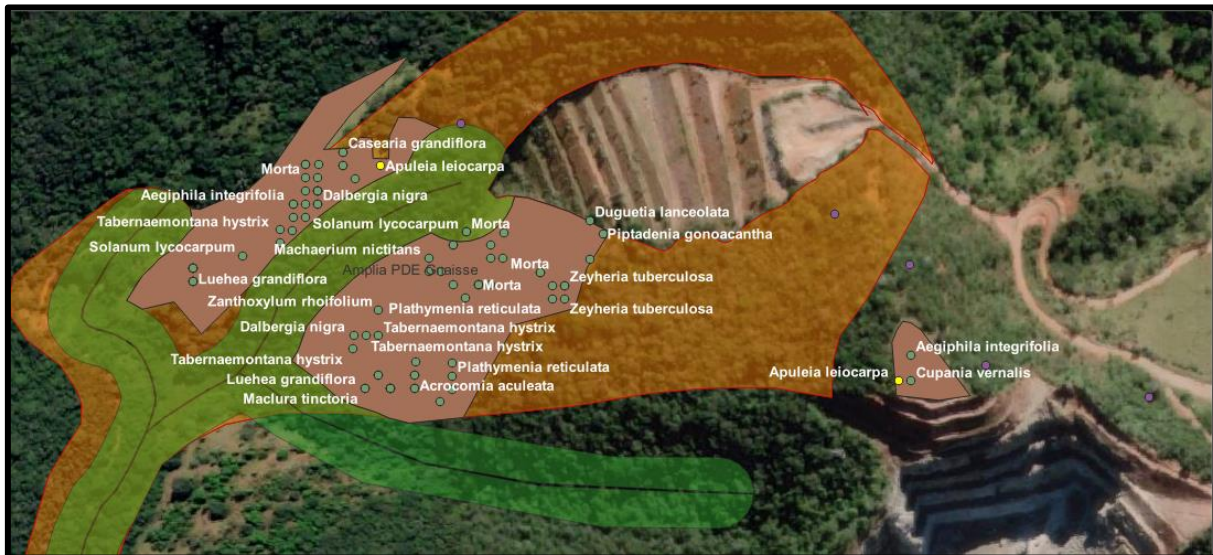 Casearia grandiflora
Morta
Apuleia leiocarpa
Aegiphila integrifolia
Dalbergia nigra
Duguetia lanceolata
Tabernaemontana hystrix
Solanum lycocarpum
Morta
Piptadenia gonoacantha
Solanum lycocarpum
Machaerium nictitans
Morta
Amplia PDE Gnaisse
Luehea grandiflora
Zeyheria tuberculosa
Morta
Zanthoxylum rhoifolium
Plathymenia reticulata
Zeyheria tuberculosa
Dalbergia nigra
Tabernaemontana hystrix
Tabernaemontana hystrix
Aegiphila integrifolia
Tabernaemontana hystrix
Plathymenia reticulata
Apuleia leiocarpa
Cupania vernalis
Luehea grandiflora
Acrocomia aculeata
Maclura tinctoria